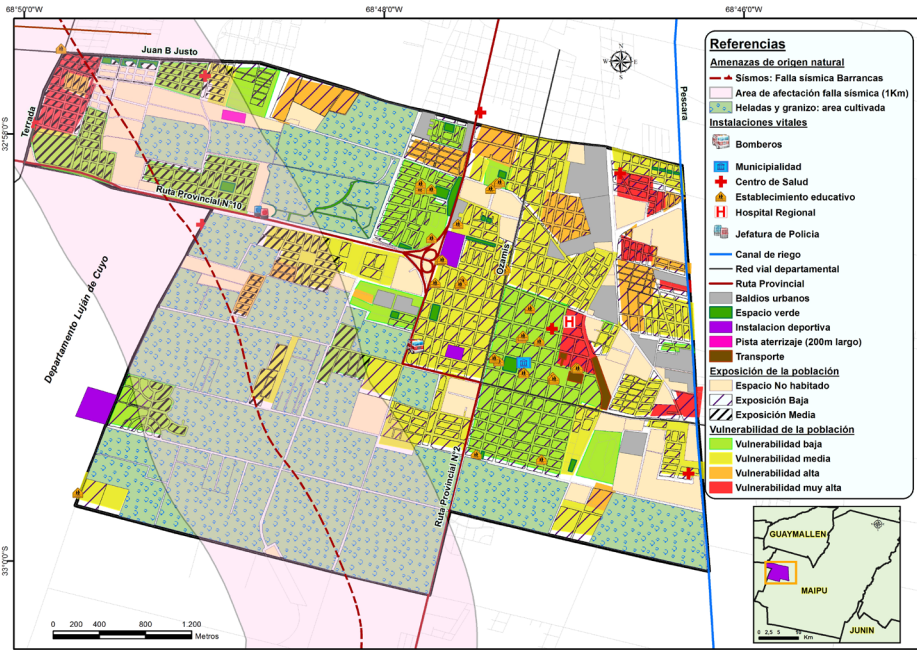 68°50'0"O
68°48'0"O
68°46'0"O
Juan B Justo
Terrada
32°58'0"S
33°0'0"S
Ruta Provincial N°10
Departamento Luján de Cuyo
Ozamis
Ruta Provincial N°2
Pescara
N
W
E
S
0 200 400 800 1.200
Metros
Referencias
Amenazas de origen natural
Sísmos: Falla sísmica Barrancas
Area de afectación falla sísmica (1Km)
Heladas y granizo: area cultivada
Instalaciones vitales
Bomberos
Municipialidad
Centro de Salud
Establecimiento educativo
H Hospital Regional
Jefatura de Policia
Canal de riego
Red vial departamental
Ruta Provincial
Baldios urbanos
Espacio verde
Instalacion deportiva
Pista aterrizaje (200m largo)
Transporte
Exposición de la población
Espacio No habitado
Exposición Baja
Exposición Media
Vulnerabilidad de la población
Vulnerabilidad baja
Vulnerabilidad media
Vulnerabilidad alta
Vulnerabilidad muy alta
H
GUAYMALLEN
MAIPU
JUNIN
0 2,5 5 10
Km